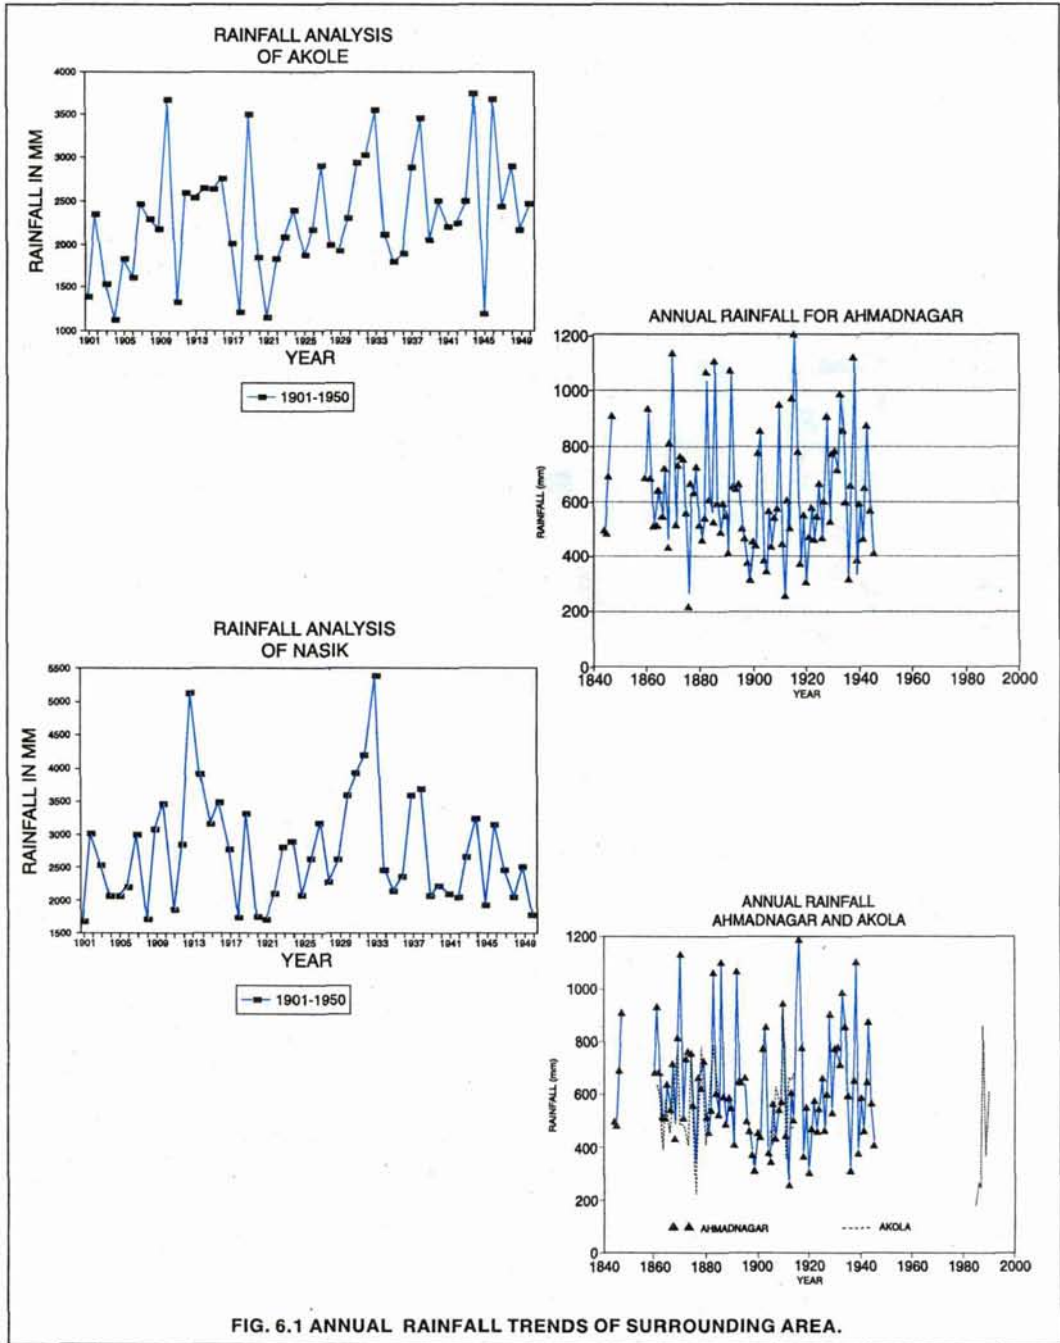 RAINFALL ANALYSIS
OF AKOLE
4000
3500
3000
2500
2000
1500
1000
RAINFALL IN MM
1901 1905 1909 1913 1917 1921 1925 1929 1933 1937 1941 1945 1949
YEAR
1901-1950
ANNUAL RAINFALL FOR AHMADNAGAR
1200
1000
800
600
400
200
0
RAINFALL (mm)
1840 1860 1880 1900 1920 1940 1960 1980 2000
YEAR
RAINFALL ANALYSIS
OF NASIK
5500
5000
4500
4000
3500
3000
2500
2000
1500
RAINFALL IN MM
1901 1905 1909 1913 1917 1921 1925 1929 1933 1937 1941 1945 1949
YEAR
1901-1950
ANNUAL RAINFALL
AHMADNAGAR AND AKOLA
1200
1000
800
600
400
200
0
RAINFALL (mm)
AHMADNAGAR AKOLA
1840 1860 1880 1900 1920 1940 1960 1980 2000
YEAR
FIG. 6.1 ANNUAL RAINFALL TRENDS OF SURROUNDING AREA.